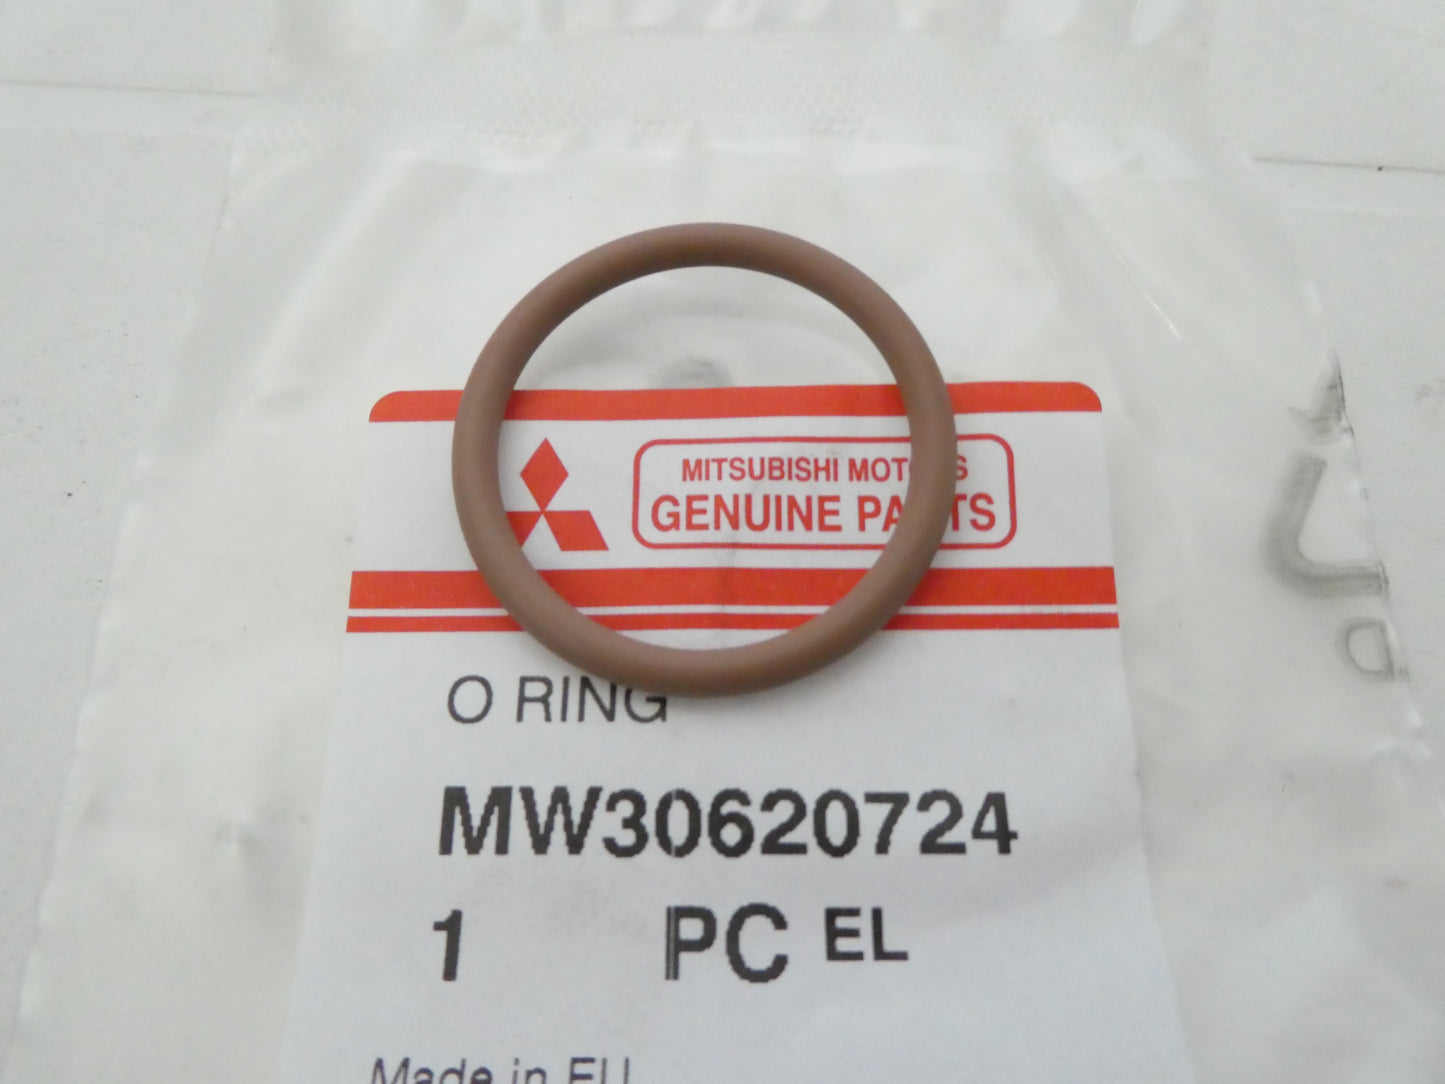 MITSUBISHI MOTORS
GENUINE PARTS
O RING
MW30620724
1 PC EL
Made in EU